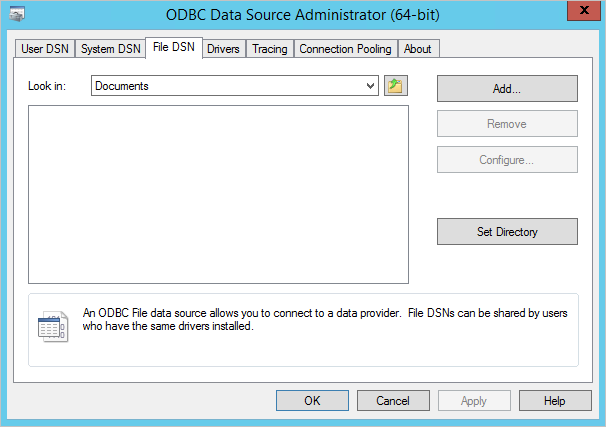 ODBC Data Source Administrator (64-bit)
x
User DSN System DSN File DSN Drivers Tracing Connection Pooling About
Look in: Documents
Add...
Remove
Configure...
Set Directory
An ODBC File data source allows you to connect to a data provider. File DSNs can be shared by users
who have the same drivers installed.
OK Cancel Apply Help